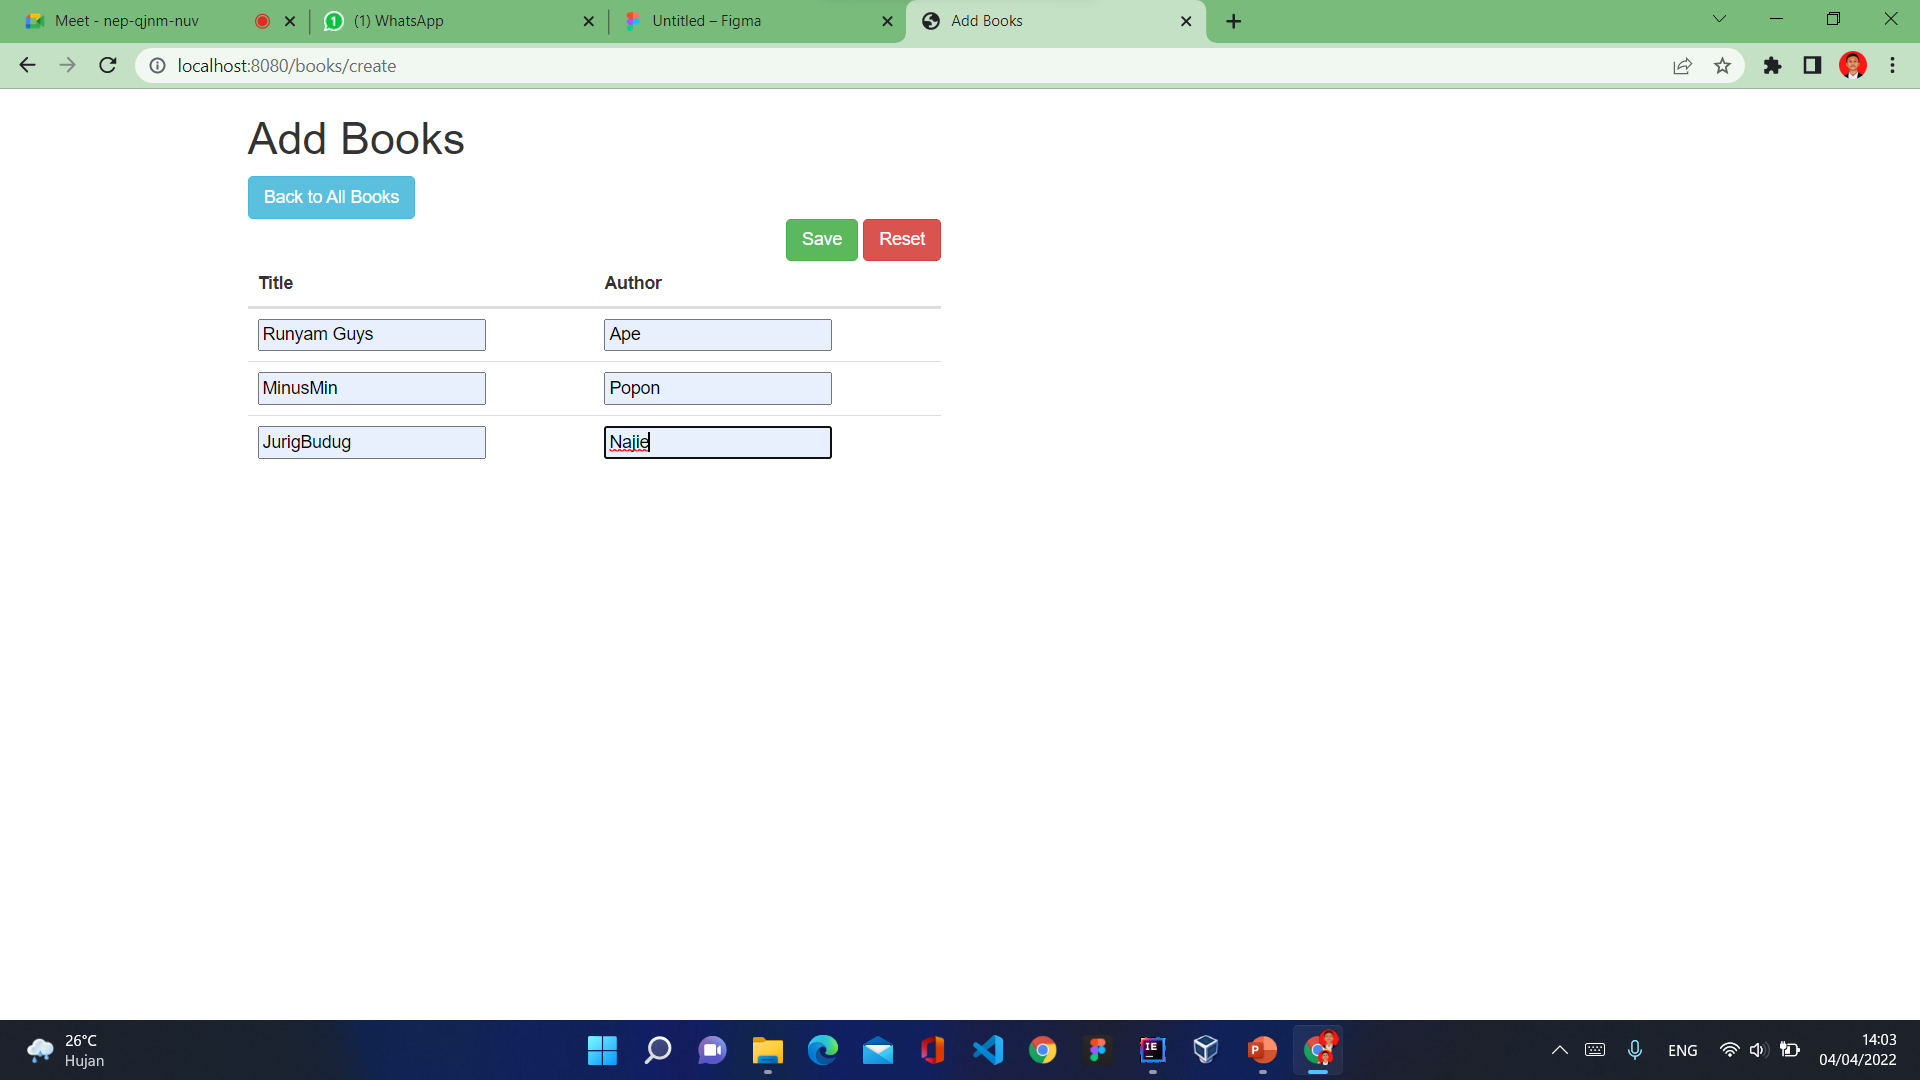 Meet - nep-qjnm-nuv
1 (1) WhatsApp
Untitled – Figma
Add Books
localhost:8080/books/create
Add Books
Back to All Books
Save Reset
Title Author
Runyam Guys Ape
MinusMin Popon
JurigBudug Najie
26°C
Hujan
IE
P
ENG
14:03
04/04/2022